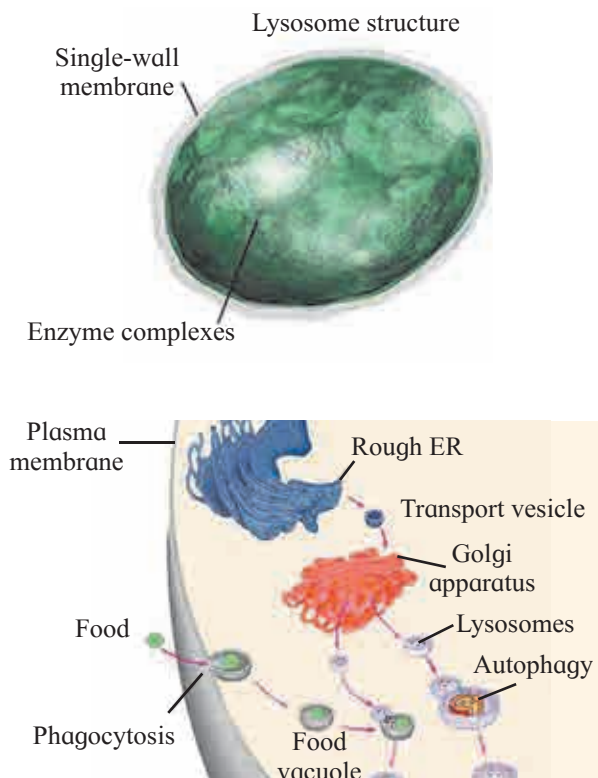 Lysosome structure
Single-wall
membrane
Enzyme complexes
Plasma
membrane
Rough ER
Transport vesicle
Golgi
apparatus
Food
Lysosomes
Autophagy
Phagocytosis
Food
vacuole